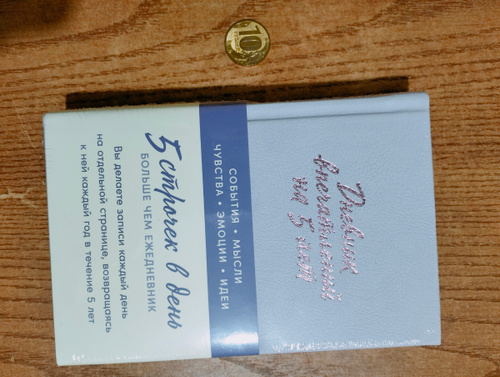 10
Дневник
впечатлений
на 5 лет
СОБЫТИЯ • МЫСЛИ
ЧУВСТВА • ЭМОЦИИ • ИДЕИ
5 строчек в день
БОЛЬШЕ ЧЕМ ЕЖЕДНЕВНИК
Вы делаете записи каждый день
на отдельной странице, возвращаясь
к ней каждый год в течение 5 лет